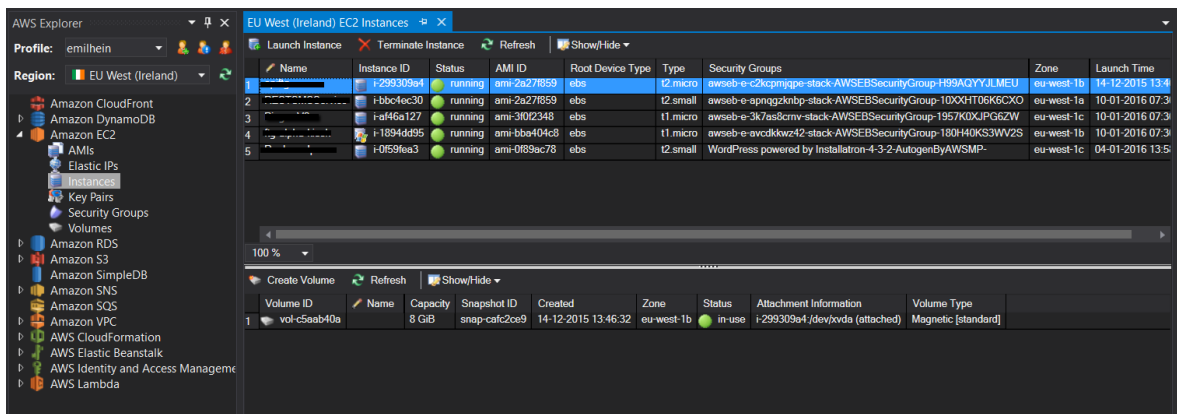 AWS Explorer
Profile: emilhein
Region: EU West (Ireland)
Amazon CloudFront
Amazon DynamoDB
Amazon EC2
AMIs
Elastic IPs
Instances
Key Pairs
Security Groups
Volumes
Amazon RDS
Amazon S3
Amazon SimpleDB
Amazon SNS
Amazon SQS
Amazon VPC
AWS CloudFormation
AWS Elastic Beanstalk
AWS Identity and Access Manageme
AWS Lambda
EU West (Ireland) EC2 Instances
Launch Instance Terminate Instance Refresh Show/Hide
Name Instance ID Status AMI ID Root Device Type Type Security Groups Zone Launch Time
1 i-299309a4 running ami-2a27f859 ebs t2.micro awseb-e-c2kcpmjqpe-stack-AWSEBSecurityGroup-H99AQYYJLMEU eu-west-1b 14-12-2015 13:4
2 i-bbc4ec30 running ami-2a27f859 ebs t2.small awseb-e-apnqgzknbp-stack-AWSEBSecurityGroup-10XXHT06K6CXO eu-west-1a 10-01-2016 07:3
3 i-af46a127 running ami-3f0f2348 ebs t1.micro awseb-e-3k7as8crnv-stack-AWSEBSecurityGroup-1957K0XJPG6ZW eu-west-1c 10-01-2016 07:3
4 i-1894dd95 running ami-bba404c8 ebs t1.micro awseb-e-avcdkkwz42-stack-AWSEBSecurityGroup-180H40KS3WV2S eu-west-1b 10-01-2016 07:3
5 i-0f59fea3 running ami-0f89ac78 ebs t2.small WordPress powered by Installatron-4-3-2-AutogenByAWSMP- eu-west-1c 04-01-2016 13:5
100 %
Create Volume Refresh Show/Hide
Volume ID Name Capacity Snapshot ID Created Zone Status Attachment Information Volume Type
1 vol-c5aab40a 8 GiB snap-cafc2ce9 14-12-2015 13:46:32 eu-west-1b in-use i-299309a4:/dev/xvda (attached) Magnetic [standard]